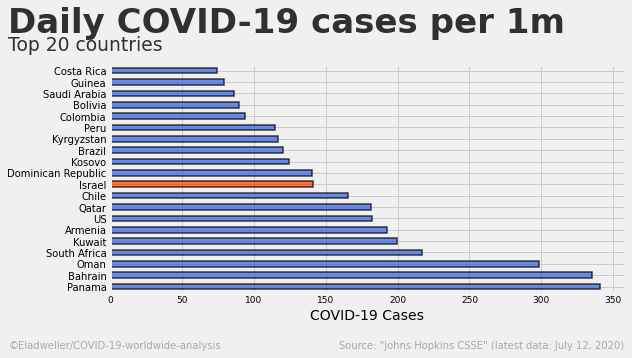 Daily COVID-19 cases per 1m
Top 20 countries
Costa Rica
Guinea
Saudi Arabia
Bolivia
Colombia
Peru
Kyrgyzstan
Brazil
Kosovo
Dominican Republic
Israel
Chile
Qatar
US
Armenia
Kuwait
South Africa
Oman
Bahrain
Panama
0 50 100 150 200 250 300 350
COVID-19 Cases
©Eladweller/COVID-19-worldwide-analysis
Source: "Johns Hopkins CSSE" (latest data: July 12, 2020)